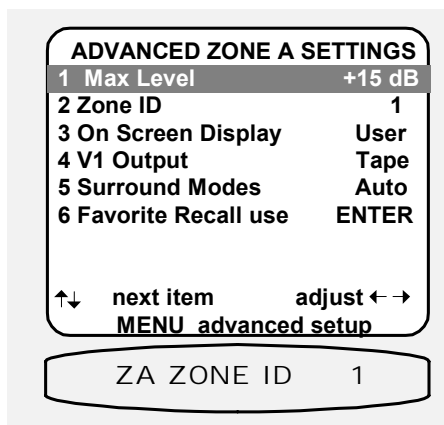 ADVANCED ZONE A SETTINGS
1 Max Level +15 dB
2 Zone ID 1
3 On Screen Display User
4 V1 Output Tape
5 Surround Modes Auto
6 Favorite Recall use ENTER
↑↓ next item adjust ←→
MENU advanced setup
ZA ZONE ID 1